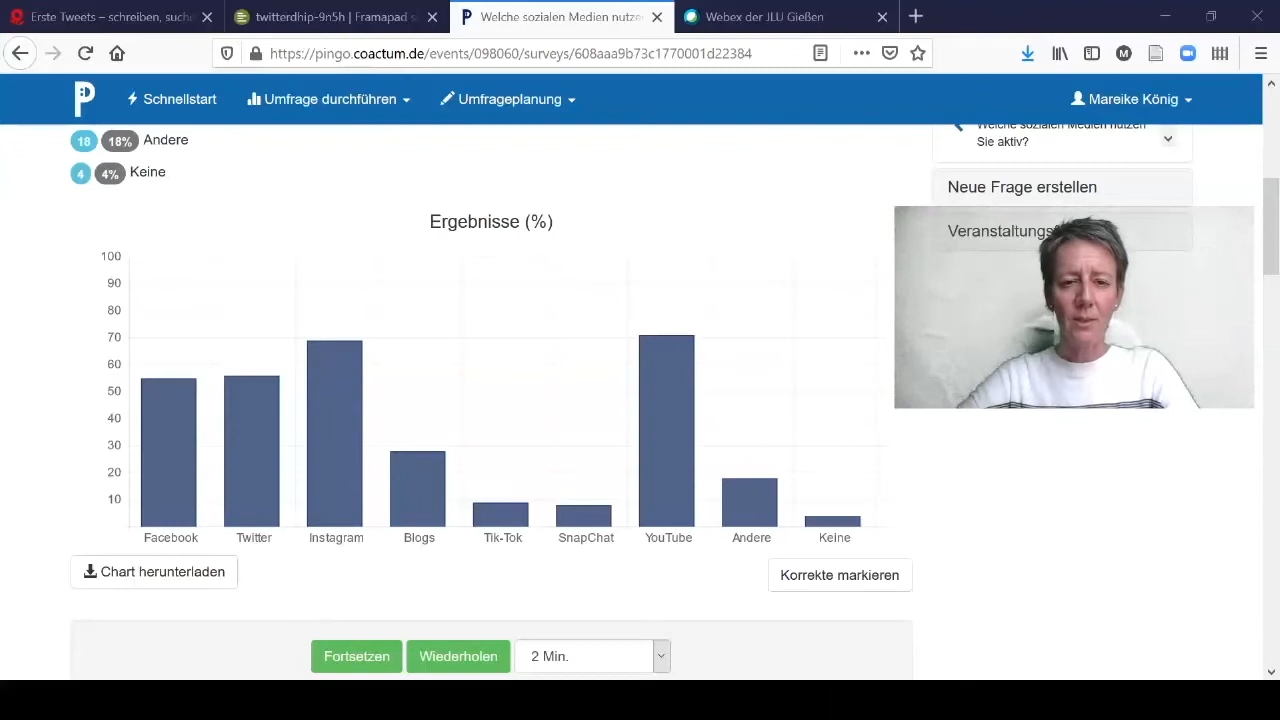 Erste Tweets – schreiben, suche
twitterdhip-9n5h | Framapad s
Welche sozialen Medien nutze
Webex der JLU Gießen
https://pingo.coactum.de/events/098060/surveys/608aaa9b73c1770001d22384
Schnellstart
Umfrage durchführen
Umfrageplanung
Mareike König
18 18% Andere
4 4% Keine
Welche sozialen Medien nutzen
Sie aktiv?
Neue Frage erstellen
Veranstaltungsf
Ergebnisse (%)
100
90
80
70
60
50
40
30
20
10
Facebook Twitter Instagram Blogs Tik-Tok SnapChat YouTube Andere Keine
Chart herunterladen
Korrekte markieren
Fortsetzen Wiederholen 2 Min.